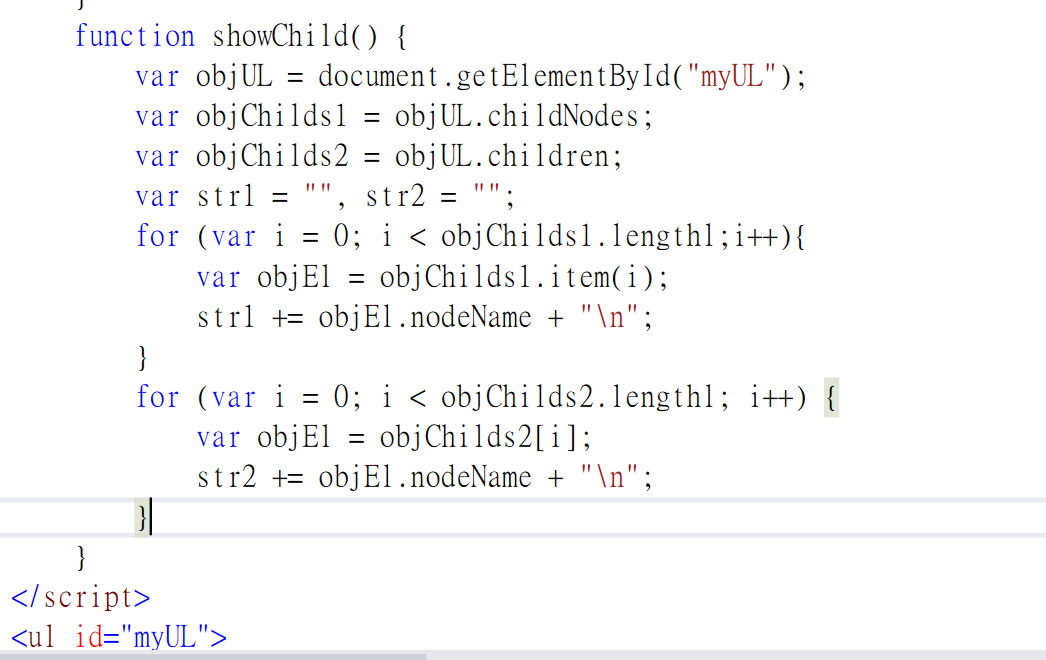 }
function showChild() {
var objUL = document.getElementById("myUL");
var objChilds1 = objUL.childNodes;
var objChilds2 = objUL.children;
var str1 = "", str2 = "";
for (var i = 0; i < objChilds1.lengthl;i++){
var objEl = objChilds1.item(i);
str1 += objEl.nodeName + "\n";
}
for (var i = 0; i < objChilds2.lengthl; i++) {
var objEl = objChilds2[i];
str2 += objEl.nodeName + "\n";
}
}
</script>
<ul id="myUL">